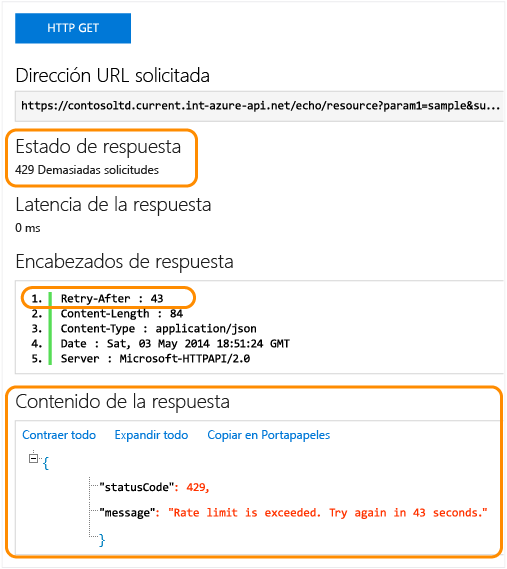 HTTP GET
Dirección URL solicitada
https://contosoltd.current.int-azure-api.net/echo/resource?param1=sample&su...
Estado de respuesta
429 Demasiadas solicitudes
Latencia de la respuesta
0 ms
Encabezados de respuesta
1. Retry-After : 43
2. Content-Length : 84
3. Content-Type : application/json
4. Date : Sat, 03 May 2014 18:51:24 GMT
5. Server : Microsoft-HTTPAPI/2.0
Contenido de la respuesta
Contraer todo Expandir todo Copiar en Portapapeles
{
"statusCode": 429,
"message": "Rate limit is exceeded. Try again in 43 seconds."
}